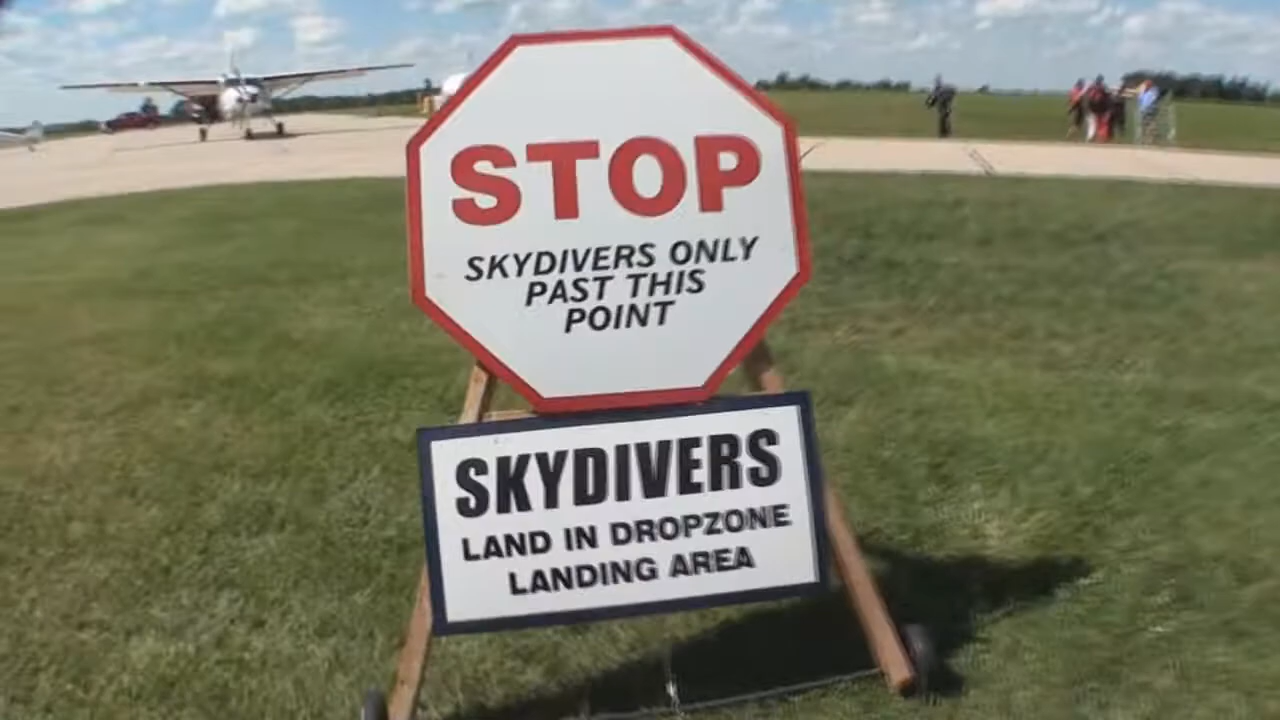 STOP
SKYDIVERS ONLY
PAST THIS
POINT
SKYDIVERS
LAND IN DROPZONE
LANDING AREA